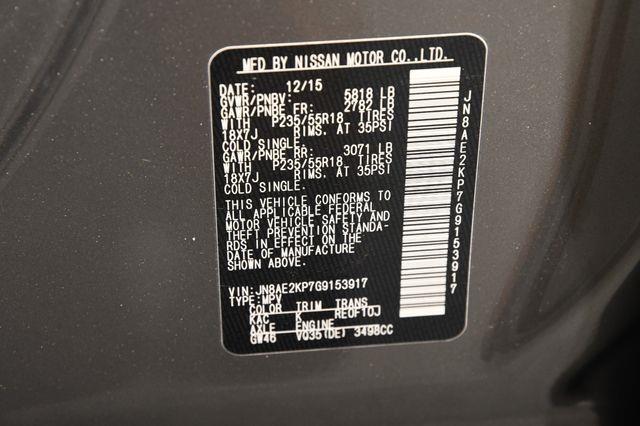 MFD BY NISSAN MOTOR CO.,LTD.
DATE: 12/15
GVWR/PNBV: 5818 LB
GAWR/PNBE FR: 2782 LB
WITH P235/55R18 TIRES
18X7J RIMS, AT 35PSI
COLD SINGLE.
GAWR/PNBE RR: 3071 LB
WITH P235/55R18 TIRES
18X7J RIMS, AT 35PSI
COLD SINGLE.
THIS VEHICLE CONFORMS TO
ALL APPLICABLE FEDERAL
MOTOR VEHICLE SAFETY AND
THEFT PREVENTION STANDA-
RDS IN EFFECT ON THE
DATE OF MANUFACTURE
SHOWN ABOVE.
VIN: JN8AE2KP7G9153917
TYPE: MPV
COLOR TRIM TRANS
KAC K RE0F10J
AXLE ENGINE
GW46 VQ35(DE) 3498CC
JN8AE2KP7G9153917